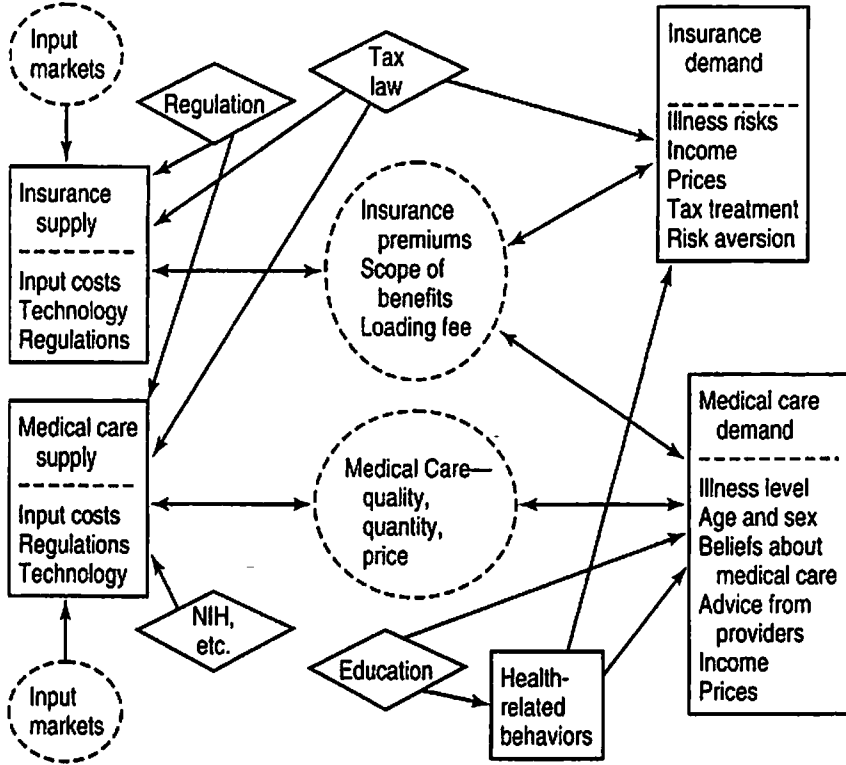 Input
markets
Regulation
Tax
law
Insurance
demand
Illness risks
Income
Prices
Tax treatment
Risk aversion
Insurance
supply
Input costs
Technology
Regulations
Insurance
premiums
Scope of
benefits
Loading fee
Medical care
supply
Input costs
Regulations
Technology
Medical Care—
quality,
quantity,
price
Medical care
demand
Illness level
Age and sex
Beliefs about
medical care
Advice from
providers
Income
Prices
NIH,
etc.
Education
Health-
related
behaviors
Input
markets